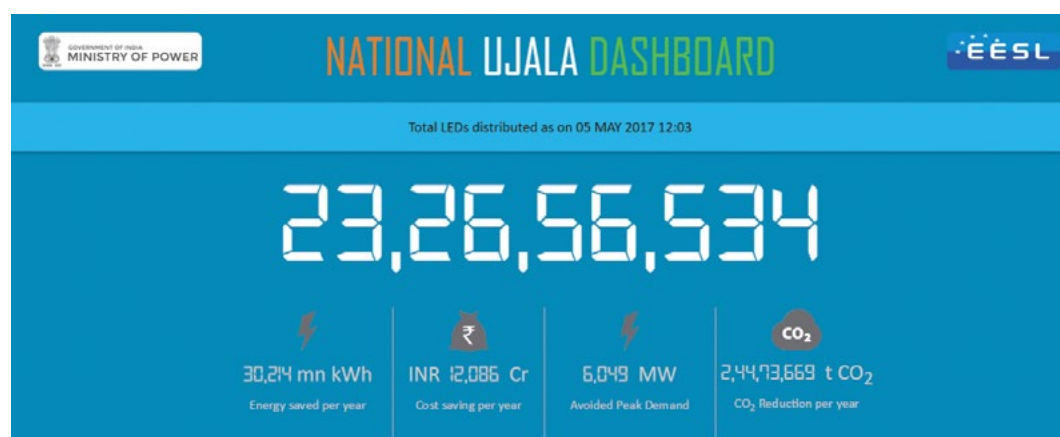 GOVERNMENT OF INDIA
MINISTRY OF POWER
NATIONAL UJALA DASHBOARD
EESL
Total LEDs distributed as on 05 MAY 2017 12:03
23,26,56,534
₹
CO₂
30,214 mn kWh
INR 12,086 Cr
6,049 MW
2,44,73,669 t CO₂
Energy saved per year
Cost saving per year
Avoided Peak Demand
CO₂ Reduction per year